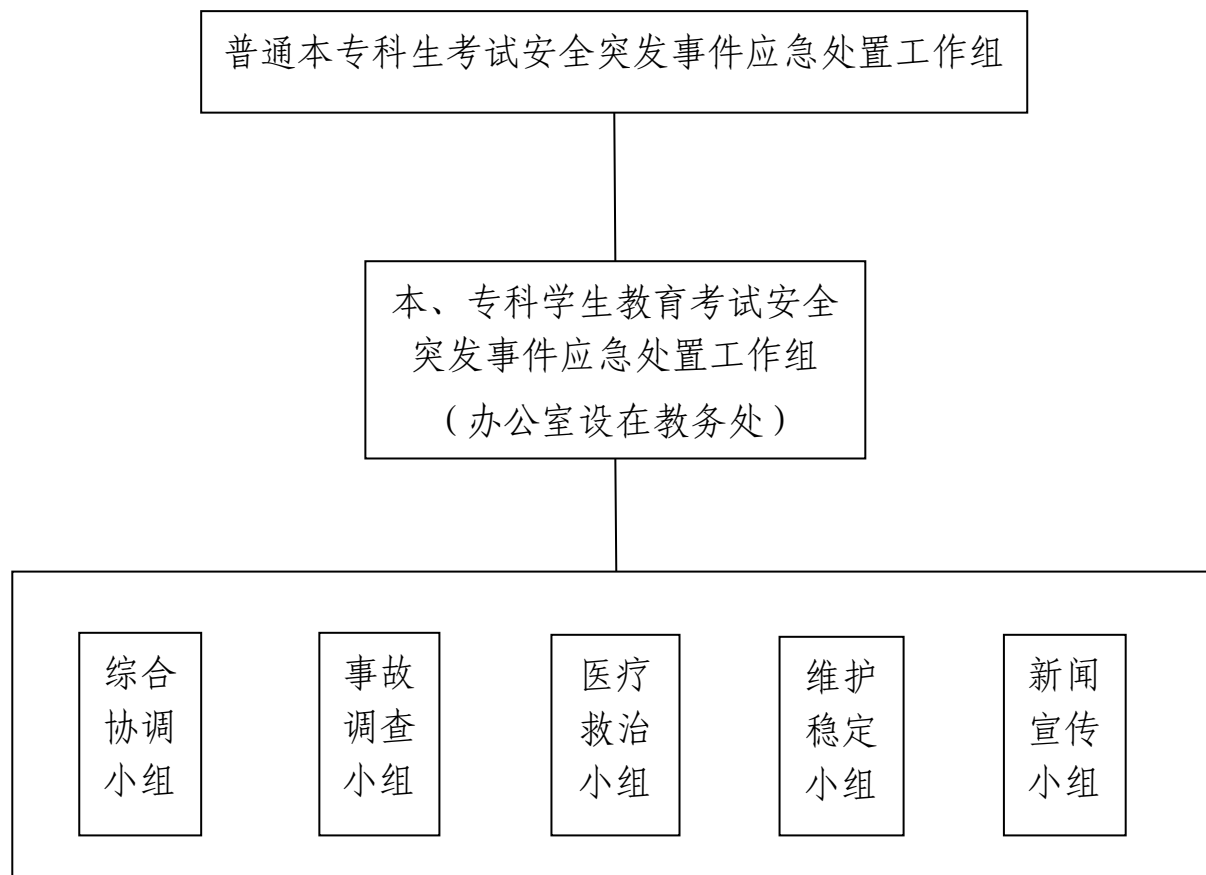 普通本专科生考试安全突发事件应急处置工作组
本、专科学生教育考试安全
突发事件应急处置工作组
（办公室设在教务处）
综合
协调
小组
事故
调查
小组
医疗
救治
小组
维护
稳定
小组
新闻
宣传
小组